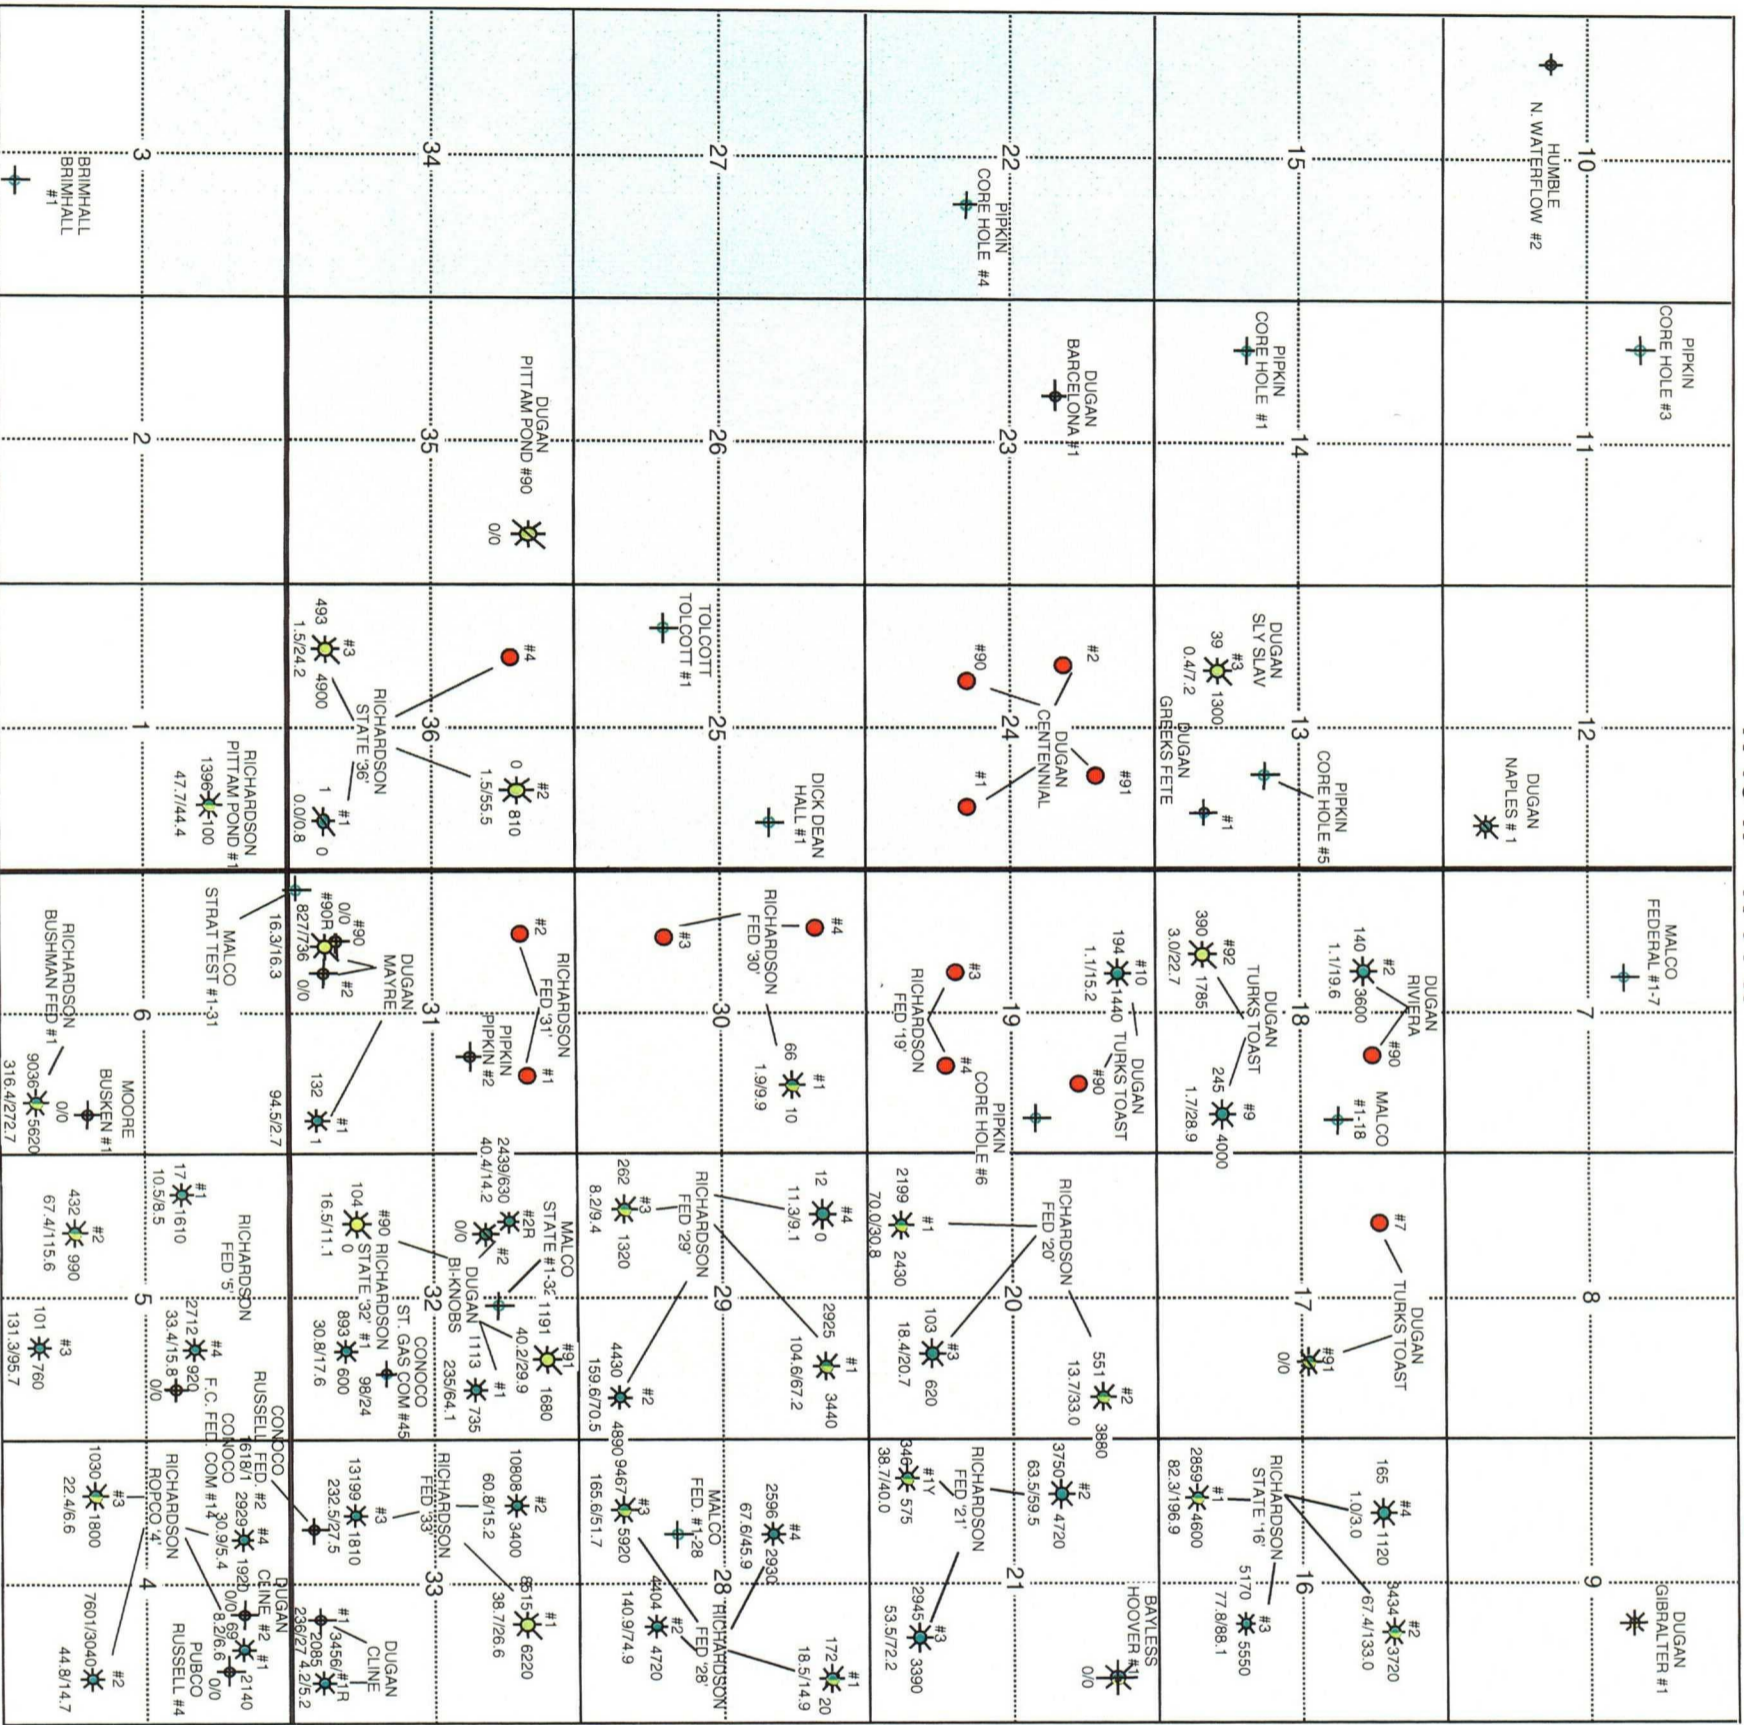 10
HUMBLE
N. WATERFLOW #2
PIPKIN
CORE HOLE #3
11
12
DUGAN
NAPLES # 1
MALCO
FEDERAL #1-7
7
8
DUGAN
GIBRALTER #1
9
15
PIPKIN
CORE HOLE #1
14
DUGAN
SLY SLAV
#3
39
1300
0.4/7.2
13
PIPKIN
CORE HOLE #5
DUGAN
GREEKS FETE
#1
DUGAN
RIVIERA
#2
140
3600
1.1/19.6
#90
MALCO
#1-18
18
DUGAN
TURKS TOAST
#92
390
1785
3.0/22.7
#9
245
4000
1.7/28.9
#7
DUGAN
TURKS TOAST
17
#91
0/0
#4
165
1120
1.0/3.0
#2
3434
3720
67.4/133.0
16
RICHARDSON
STATE '16'
#1
2859
4600
82.3/196.9
#3
5170
5550
77.8/88.1
22
PIPKIN
CORE HOLE #4
DUGAN
BARCELONA #1
23
#2
#91
DUGAN
CENTENNIAL
24
#90
#1
DUGAN
TURKS TOAST
#10
194
1440
1.1/15.2
#90
19
PIPKIN
CORE HOLE #6
#3
#4
RICHARDSON
FED '19'
RICHARDSON
FED '20'
#2
551
3880
13.7/33.0
20
#1
2199
2430
70.0/30.8
#3
103
620
18.4/20.7
BAYLESS
HOOVER #1
0/0
#2
3750
4720
63.5/59.5
21
RICHARDSON
FED '21'
#1Y
346
575
38.7/40.0
#3
2945
3390
53.5/72.2
27
26
DICK DEAN
HALL #1
25
TOLCOTT
TOLCOTT #1
#4
RICHARDSON
FED '30'
#3
#1
66
10
1.9/9.9
30
#4
12
0
11.3/9.1
#1
2925
3440
104.6/67.2
29
RICHARDSON
FED '29'
#3
262
1320
8.2/9.4
#2
4430
4890
159.6/70.5
#1
172
20
18.5/14.9
#4
2596
2930
67.6/45.9
28
RICHARDSON
FED '28'
MALCO
FED. #1-28
#3
9467
5920
165.6/51.7
#2
4404
4720
140.9/74.9
34
DUGAN
PITTAM POND #90
0/0
35
#4
#2
0
810
1.5/55.5
36
RICHARDSON
STATE '36'
#3
493
4900
1.5/24.2
#1
1
0
0.0/0.8
RICHARDSON
FED '31'
#2
#1
PIPKIN
PIPKIN #2
31
DUGAN
MAYRE
#90
0/0
#90R
827/736
16.3/16.3
#2
0/0
#1
132
1
94.5/2.7
MALCO
STATE #1-32
#2R
2439/630
40.4/14.2
#2
0/0
#91
1191
1680
40.2/29.9
DUGAN
BI-KNOBS
#1
1113
735
235/64.1
32
CONOCO
ST. GAS COM #45
98/24
RICHARDSON
STATE '32'
#90
104
0
16.5/11.1
#1
893
600
30.8/17.6
#1
8515
6220
38.7/26.6
#2
10808
3400
60.8/15.2
33
RICHARDSON
FED '33'
#3
13199
1810
232.5/27.5
DUGAN
CLINE
#1
236/27
#1R
3456/
2085
4.2/5.2
3
BRIMHALL
BRIMHALL
#1
2
1
RICHARDSON
PITTAM POND #1
1396
100
47.7/44.4
MALCO
STRAT TEST #1-31
6
MOORE
BUSKEN #1
0/0
RICHARDSON
BUSHMAN FED #1
9036
5620
316.4/272.7
RICHARDSON
FED '5'
#1
17
1610
10.5/8.5
#4
2712
920
33.4/15.8
CONOCO
F.C. FED. COM #14
0/0
5
#2
432
990
67.4/115.6
#3
101
760
131.3/95.7
CONOCO
RUSSELL FED. #2
1618/1
DUGAN
CLINE #2
0/0
#4
2929
1920
30.9/5.4
#1
69
2140
8.2/6.6
PUBCO
RUSSELL #4
0/0
RICHARDSON
ROPCO '4'
4
#3
1030
1800
22.4/6.6
#2
7601/3040
44.8/14.7